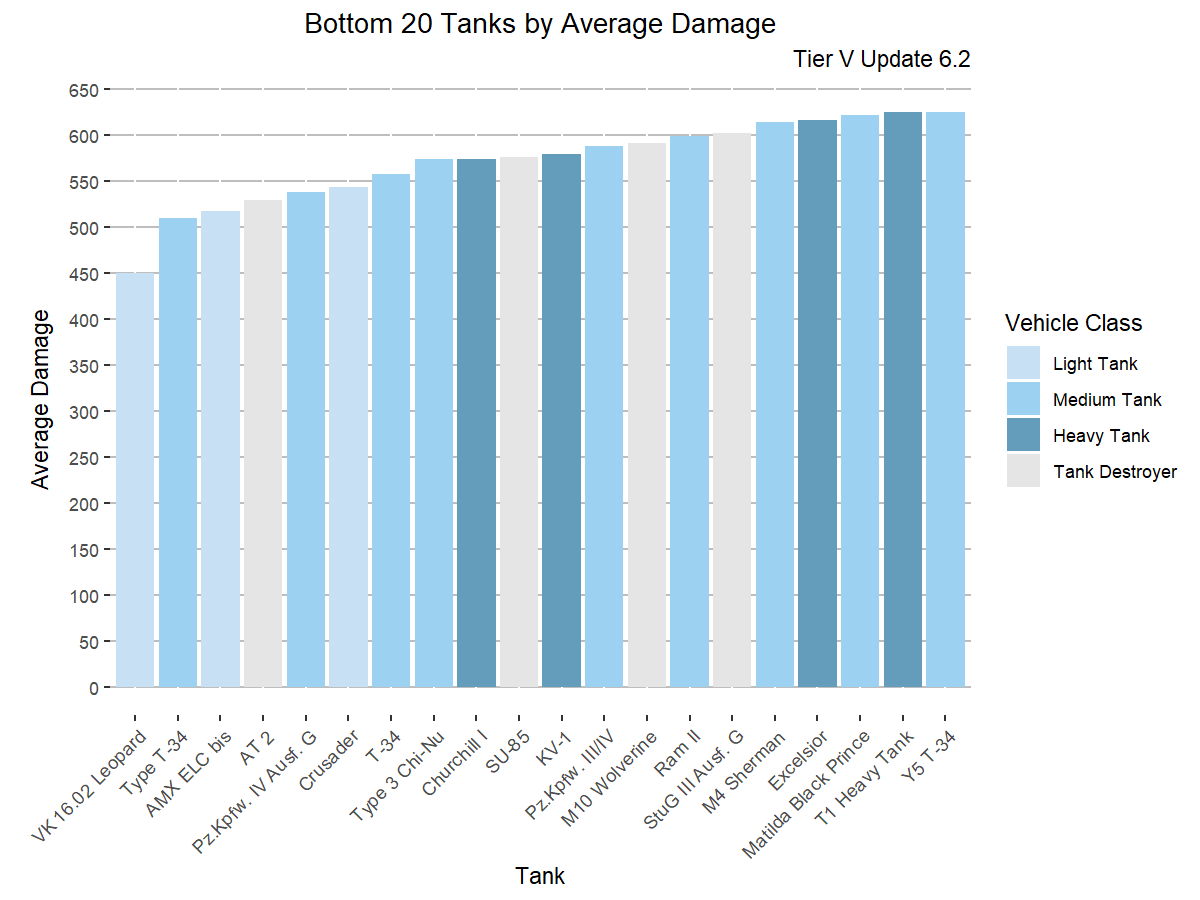 Bottom 20 Tanks by Average Damage
Tier V Update 6.2
650
600
550
500
450
400
350
300
250
200
150
100
50
0
Average Damage
VK 16.02 Leopard
Type T-34
AMX ELC bis
AT 2
Pz.Kpfw. IV Ausf. G
Crusader
T-34
Type 3 Chi-Nu
Churchill I
SU-85
KV-1
Pz.Kpfw. III/IV
M10 Wolverine
Ram II
StuG III Ausf. G
M4 Sherman
Excelsior
Matilda Black Prince
T1 Heavy Tank
Y5 T-34
Tank
Vehicle Class
Light Tank
Medium Tank
Heavy Tank
Tank Destroyer